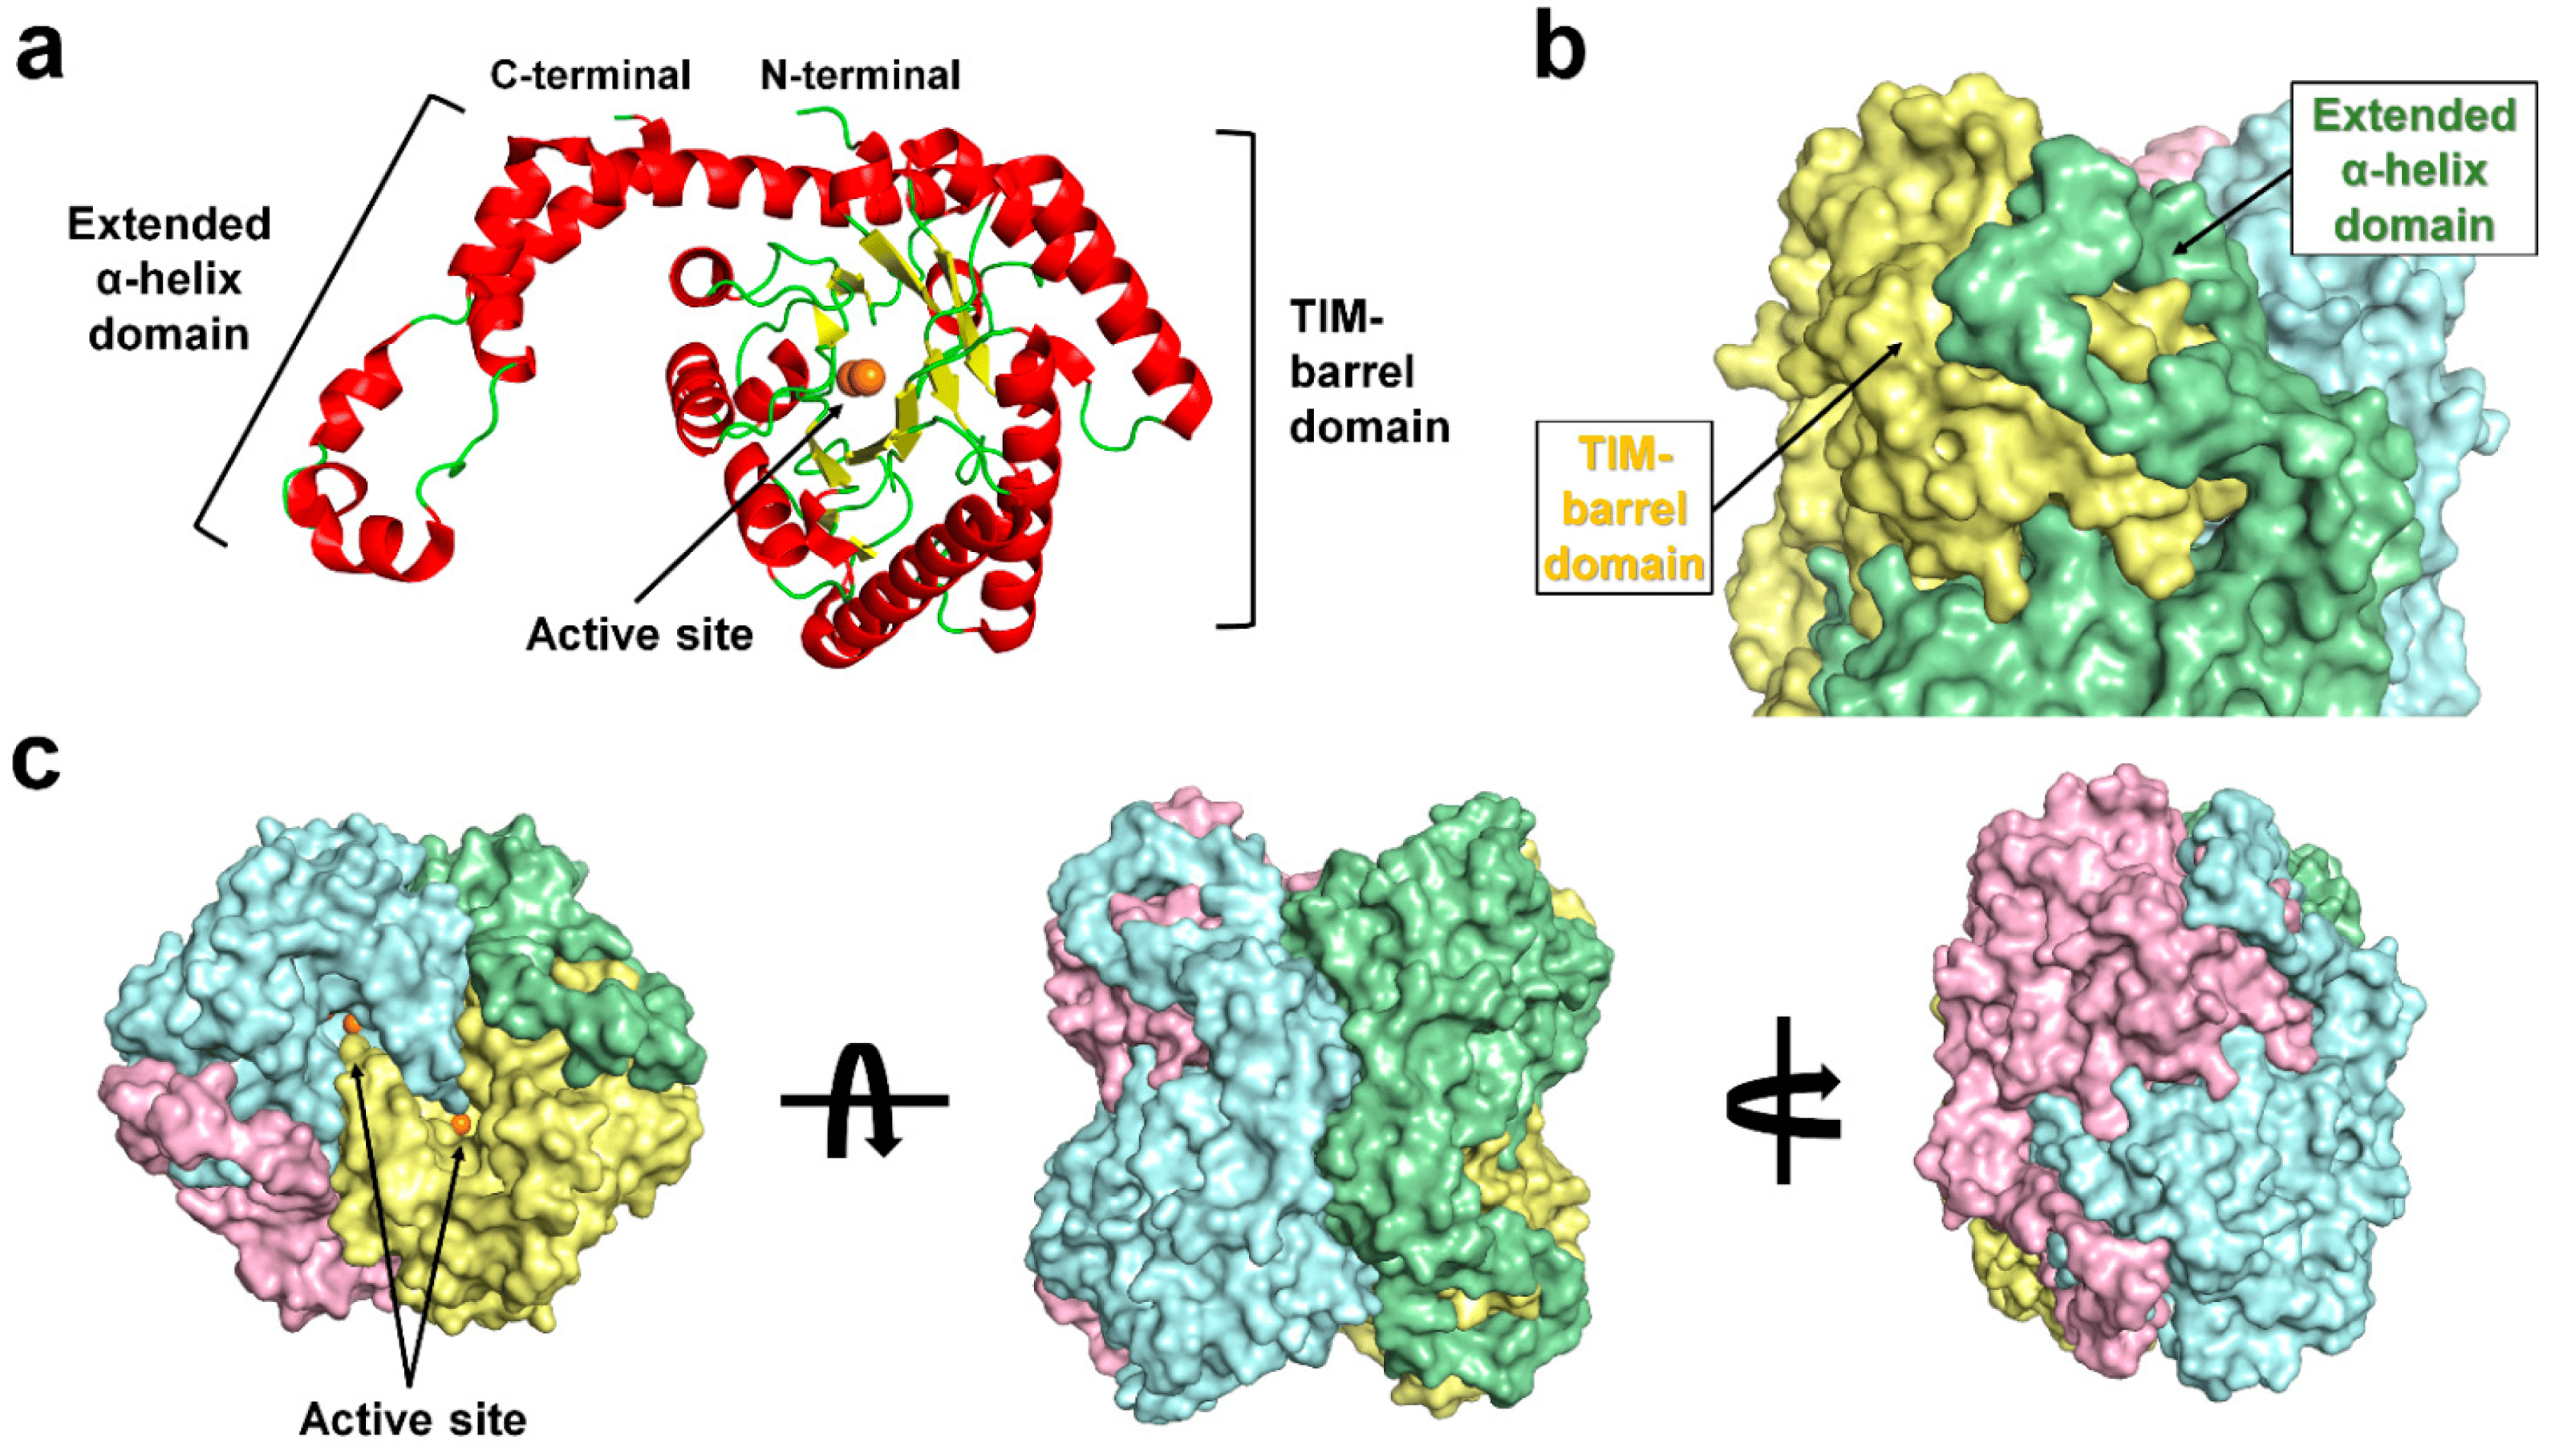 a
C-terminal
N-terminal
Extended
α-helix
domain
TIM-
barrel
domain
Active site
b
Extended
α-helix
domain
TIM-
barrel
domain
c
Active site